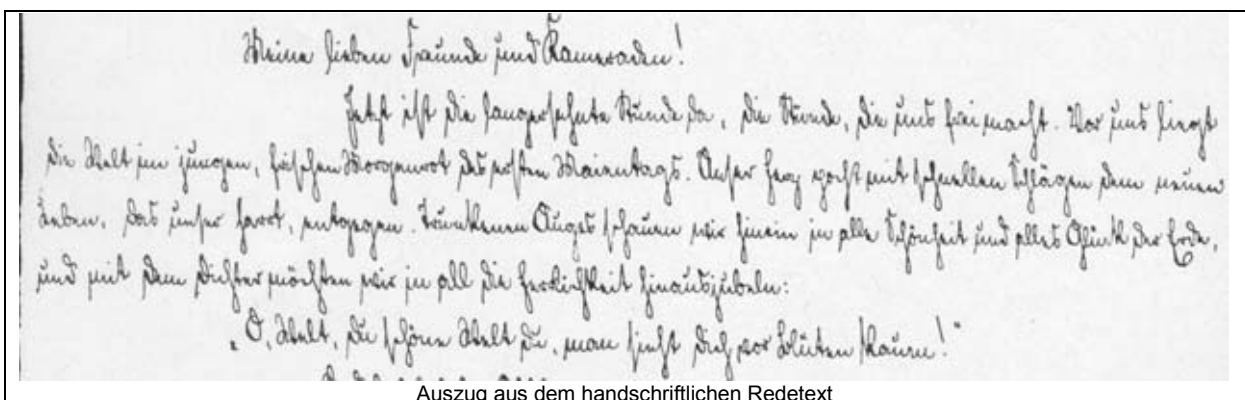 Meine lieben Freunde und Kameraden!
Jetzt ist die langersehnte Stunde da, die Stunde, die uns frei macht. Vor uns liegt
die Welt im jungen, frischen Morgenrot des ersten Maientags. Unser Herz pocht mit schnellen Schlägen dem neuen
Leben, das unser harrt, entgegen. Trunkenen Auges schauen wir hinein in alle Schönheit und alles Glück der Erde,
und mit dem Dichter möchten wir in all die Herrlichkeit hinausjubeln:
„O, Welt, du schöne Welt du, man sieht dich vor Blüten kaum!"
Auszug aus dem handschriftlichen Redetext